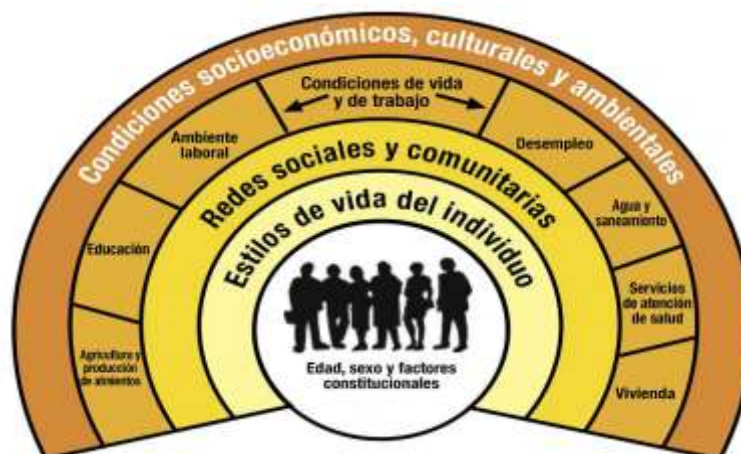 Condiciones socioeconómicos, culturales y ambientales
Condiciones de vida
y de trabajo
Ambiente
laboral
Desempleo
Redes sociales y comunitarias
Agua y
saneamiento
Educación
Estilos de vida del individuo
Servicios
de atención
de salud
Agricultura y
producción
de alimentos
Edad, sexo y factores
constitucionales
Vivienda